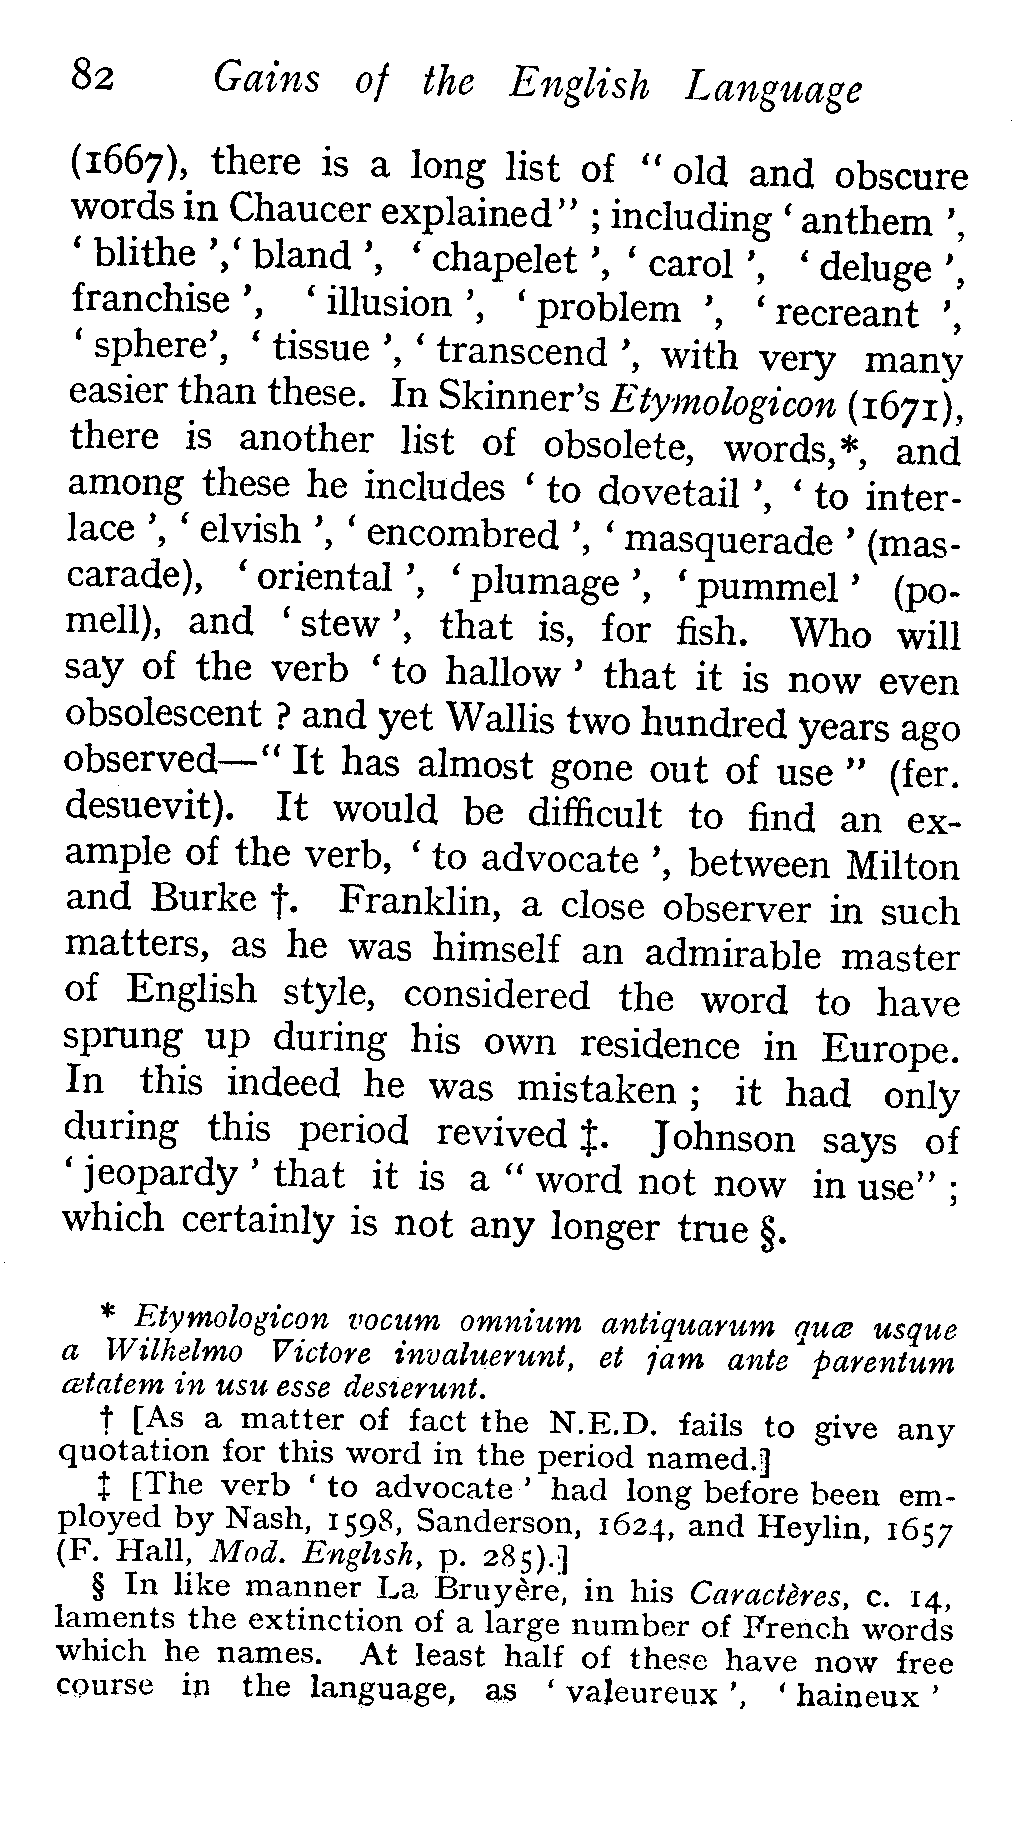 82 Gains of the English Language
(1667), there is a long list of “ old and obscure
words in Chaucer explained” ; including ‘ anthem ’,
‘ blithe ’,‘ bland ’, ‘ chapelet ’, ‘ carol ’, ‘ deluge ’,
franchise ’, ‘ illusion ’, ‘ problem ’, ‘ recreant ’,
‘ sphere’, ‘ tissue ’, ‘ transcend ’, with very many
easier than these. In Skinner’s Etymologicon (1671),
there is another list of obsolete, words,*, and
among these he includes ‘ to dovetail ’, ‘ to inter-
lace ’, ‘ elvish ’, ‘ encombred ’, ‘ masquerade ’ (mas-
carade), ‘ oriental ’, ‘ plumage ’, ‘ pummel ’ (po-
mell), and ‘ stew ’, that is, for fish. Who will
say of the verb ‘ to hallow ’ that it is now even
obsolescent ? and yet Wallis two hundred years ago
observed—“ It has almost gone out of use ” (fer.
desuevit). It would be difficult to find an ex-
ample of the verb, ‘ to advocate ’, between Milton
and Burke †. Franklin, a close observer in such
matters, as he was himself an admirable master
of English style, considered the word to have
sprung up during his own residence in Europe.
In this indeed he was mistaken ; it had only
during this period revived ‡. Johnson says of
‘ jeopardy ’ that it is a “ word not now in use” ;
which certainly is not any longer true §.
* Etymologicon vocum omnium antiquarum quæ usque
a Wilhelmo Victore invaluerunt, et jam ante parentum
ætatem in usu esse desierunt.
† [As a matter of fact the N.E.D. fails to give any
quotation for this word in the period named.]
‡ [The verb ‘ to advocate ’ had long before been em-
ployed by Nash, 1598, Sanderson, 1624, and Heylin, 1657
(F. Hall, Mod. English, p. 285).]
§ In like manner La Bruyère, in his Caractères, c. 14,
laments the extinction of a large number of French words
which he names. At least half of these have now free
course in the language, as ‘ valeureux ’, ‘ haineux ’